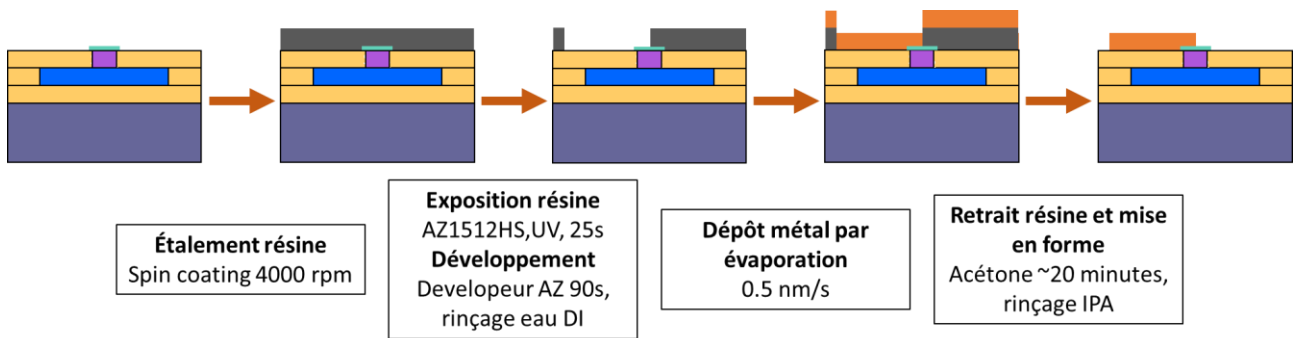 Étalement résine
Spin coating 4000 rpm
Exposition résine
AZ1512HS,UV, 25s
Développement
Developeur AZ 90s,
rinçage eau DI
Dépôt métal par
évaporation
0.5 nm/s
Retrait résine et mise
en forme
Acétone ~20 minutes,
rinçage IPA